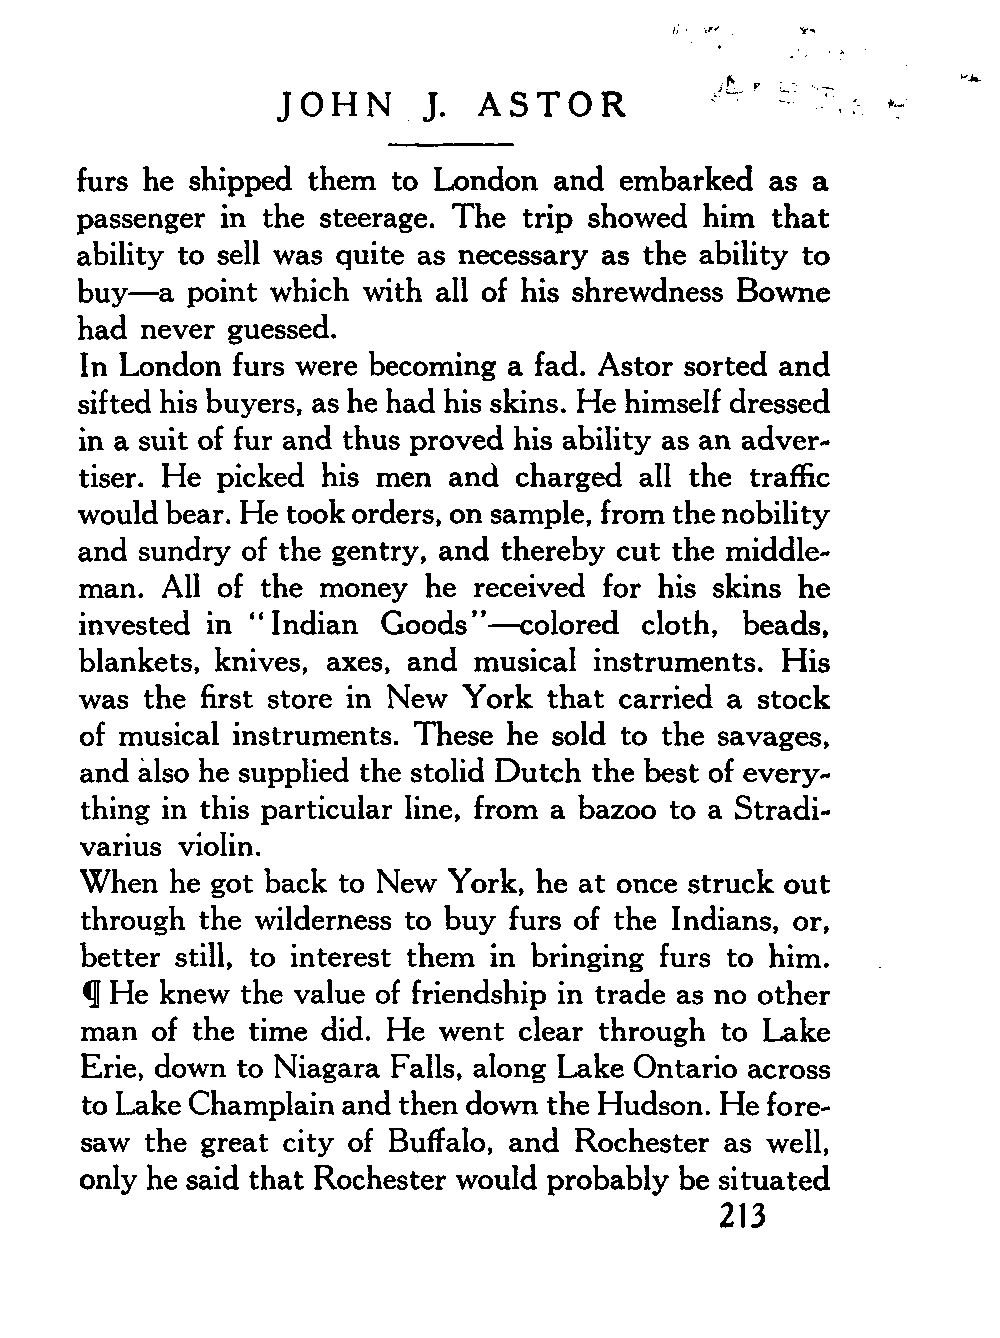 JOHN J. ASTOR
furs he shipped them to London and embarked as a
passenger in the steerage. The trip showed him that
ability to sell was quite as necessary as the ability to
buy—a point which with all of his shrewdness Bowne
had never guessed.
In London furs were becoming a fad. Astor sorted and
sifted his buyers, as he had his skins. He himself dressed
in a suit of fur and thus proved his ability as an adver-
tiser. He picked his men and charged all the traffic
would bear. He took orders, on sample, from the nobility
and sundry of the gentry, and thereby cut the middle-
man. All of the money he received for his skins he
invested in "Indian Goods"—colored cloth, beads,
blankets, knives, axes, and musical instruments. His
was the first store in New York that carried a stock
of musical instruments. These he sold to the savages,
and also he supplied the stolid Dutch the best of every-
thing in this particular line, from a bazoo to a Stradi-
varius violin.
When he got back to New York, he at once struck out
through the wilderness to buy furs of the Indians, or,
better still, to interest them in bringing furs to him.
¶ He knew the value of friendship in trade as no other
man of the time did. He went clear through to Lake
Erie, down to Niagara Falls, along Lake Ontario across
to Lake Champlain and then down the Hudson. He fore-
saw the great city of Buffalo, and Rochester as well,
only he said that Rochester would probably be situated
213